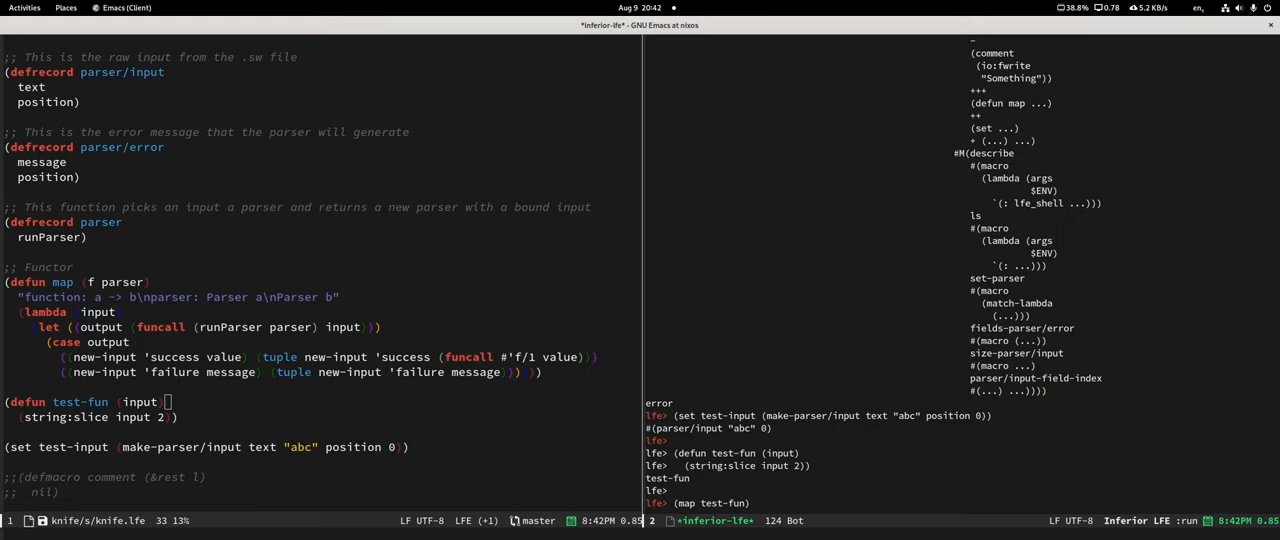 Activities Places Emacs (Client) Aug 9 20:42 38.8% 0.78 5.2 KB/s en,
*inferior-lfe* - GNU Emacs at nixos ×
;; This is the raw input from the .sw file
(defrecord parser/input
text
position)
;; This is the error message that the parser will generate
(defrecord parser/error
message
position)
;; This function picks an input a parser and returns a new parser with a bound input
(defrecord parser
runParser)
;; Functor
(defun map (f parser)
"function: a -> b\nparser: Parser a\nParser b"
(lambda (input)
(let ((output (funcall (runParser parser) input)))
(case output
((new-input 'success value) (tuple new-input 'success (funcall #'f/1 value)))
((new-input 'failure message) (tuple new-input 'failure message))))))
(defun test-fun (input)
(string:slice input 2))
(set test-input (make-parser/input text "abc" position 0))
;;(defmacro comment (&rest l)
;; nil)
1 knife/s/knife.lfe 33 13% LF UTF-8 LFE (+1) master 8:42PM 0.85
-
(comment
(io:fwrite
"Something"))
+++
(defun map ...)
++
(set ...)
+ (...) ...)
#M(describe
#(macro
(lambda (args
$ENV)
`(: lfe_shell ...)))
ls
#(macro
(lambda (args
$ENV)
`(: ...)))
set-parser
#(macro
(match-lambda
(...)))
fields-parser/error
#(macro (...))
size-parser/input
#(macro ...)
parser/input-field-index
#(...) ...))))
error
lfe> (set test-input (make-parser/input text "abc" position 0))
#(parser/input "abc" 0)
lfe>
lfe> (defun test-fun (input)
lfe> (string:slice input 2))
test-fun
lfe>
lfe> (map test-fun)
2 *inferior-lfe* 124 Bot LF UTF-8 Inferior LFE :run 8:42PM 0.85